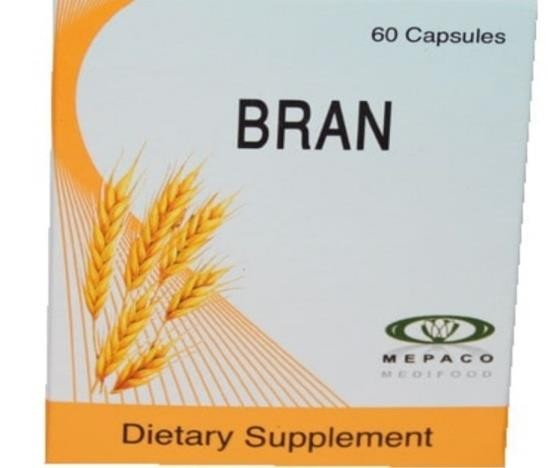 60 Capsules
BRAN
MEPACO
MEDIFOOD
Dietary Supplement